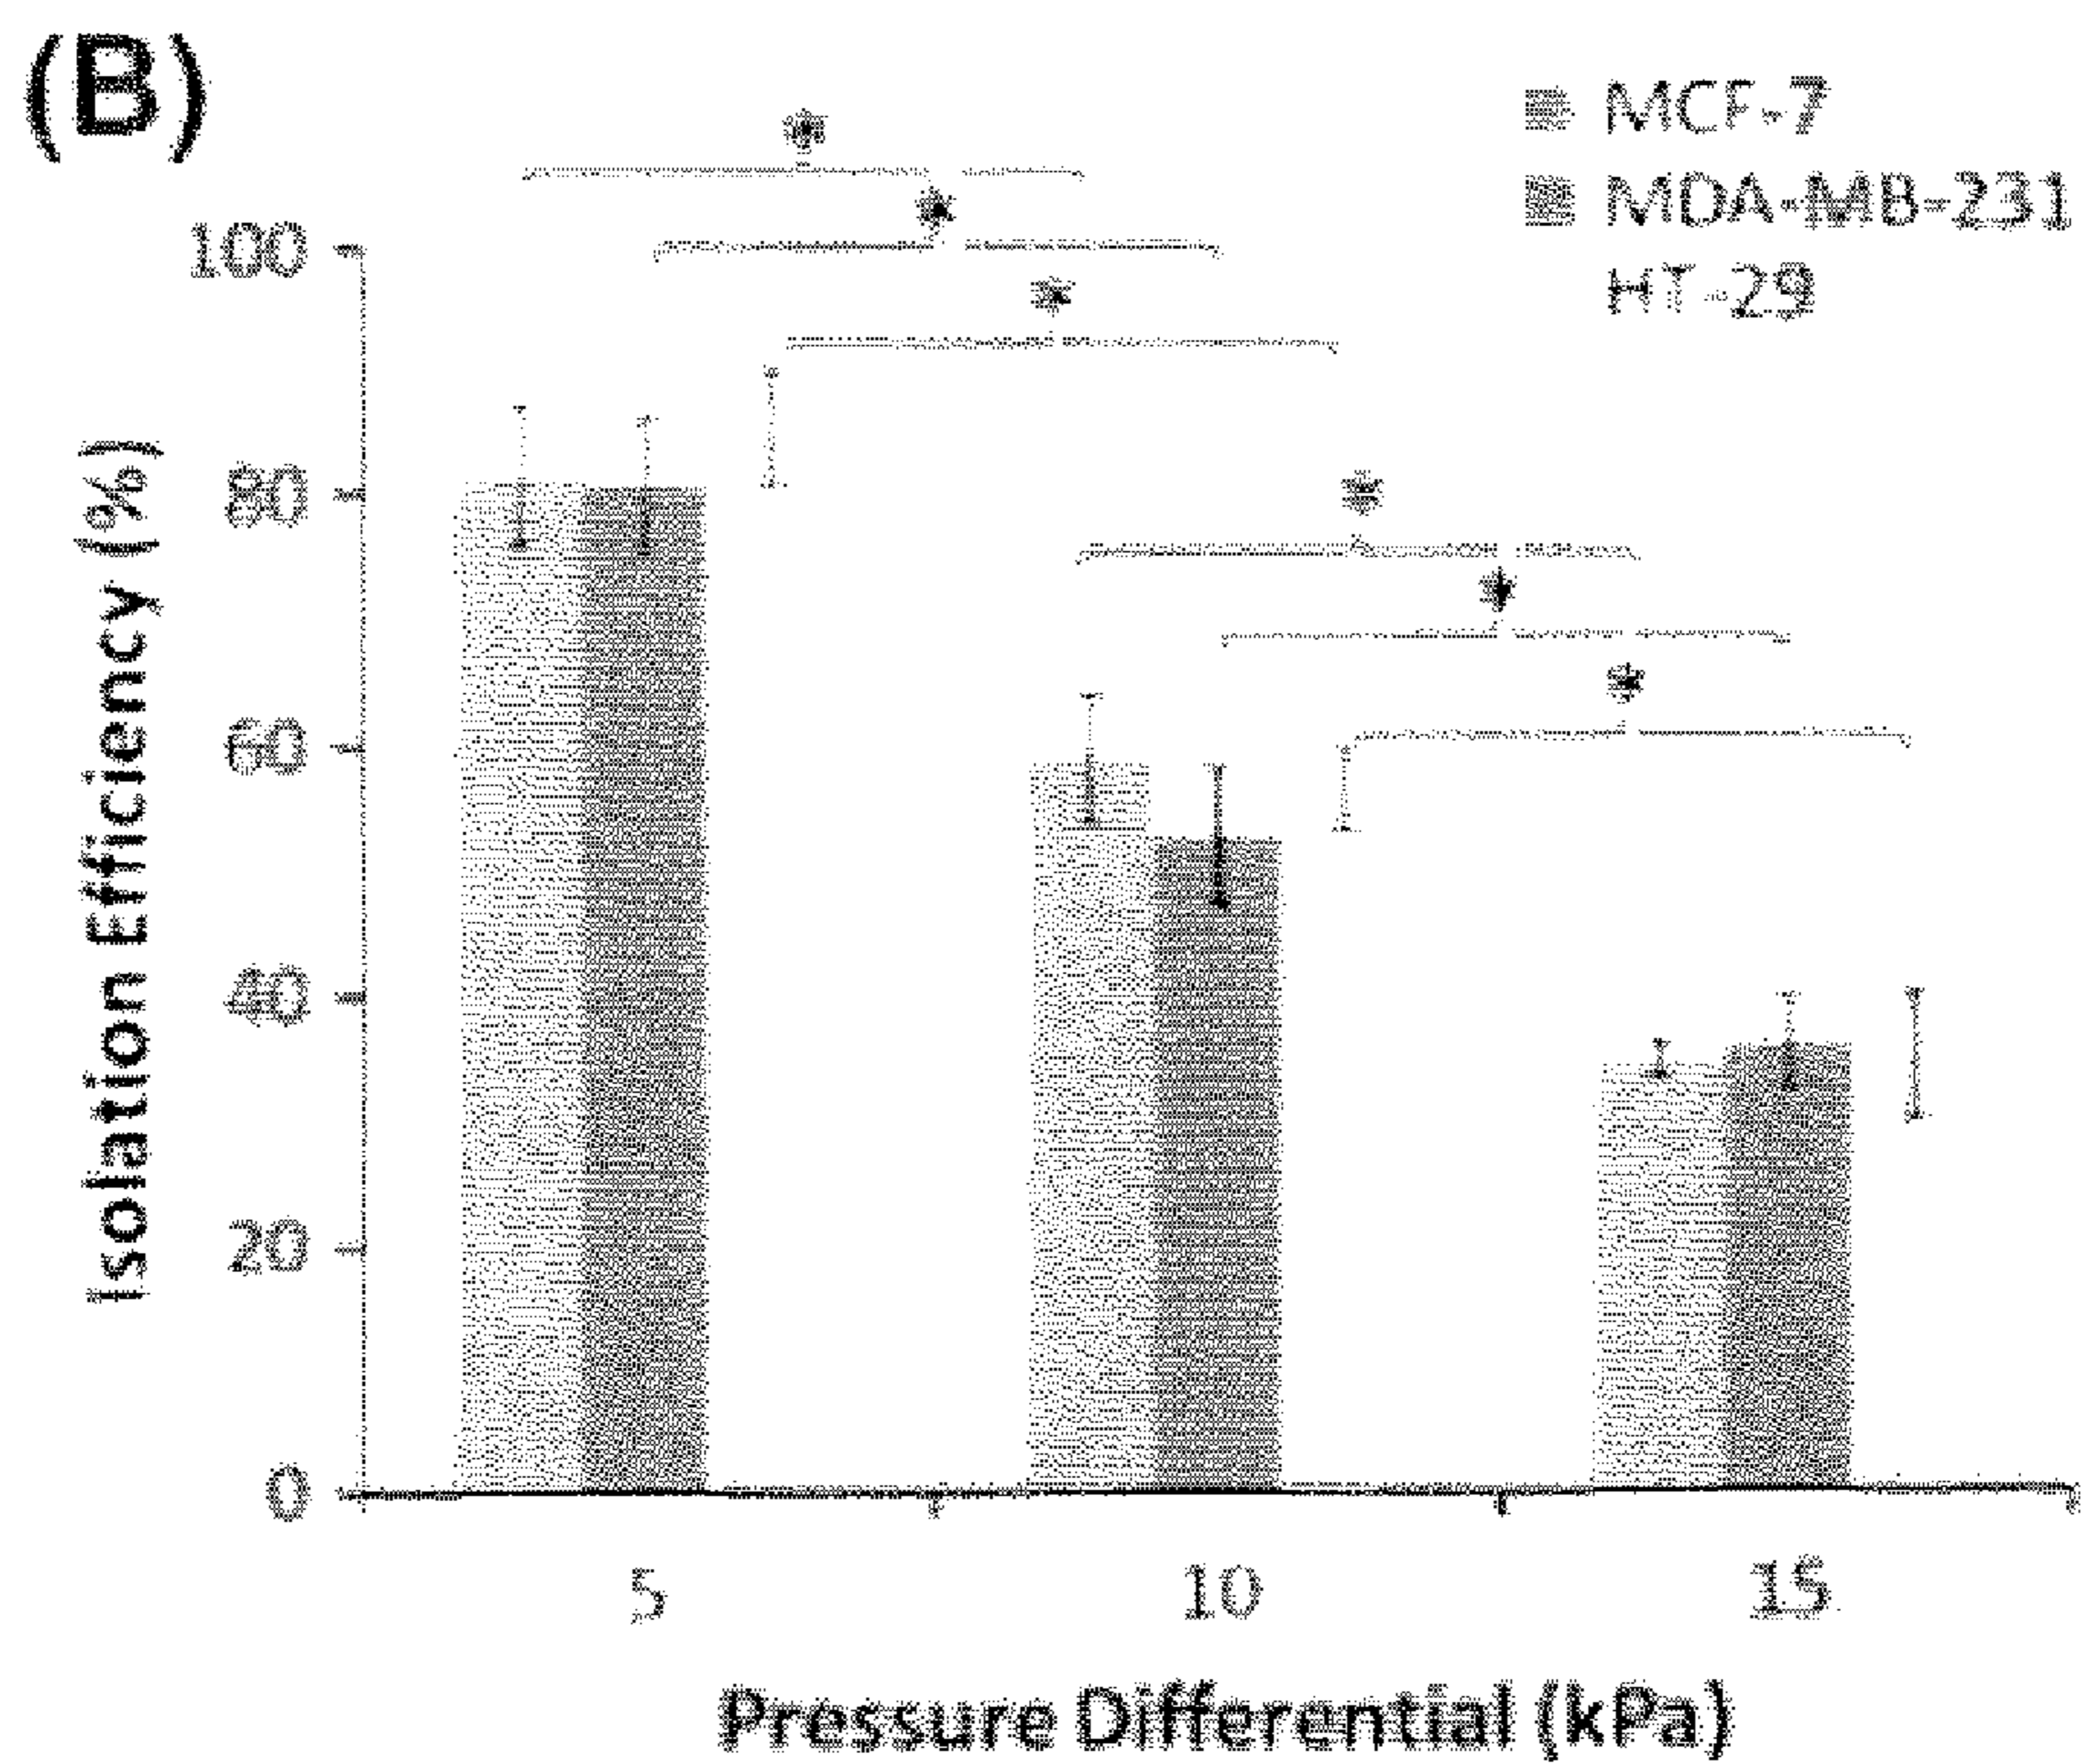 (B)
MCF-7
MDA-MB-231
HT-29
*
*
*
*
*
*
100
80
60
40
20
0
Isolation Efficiency (%)
5 10 15
Pressure Differential (kPa)